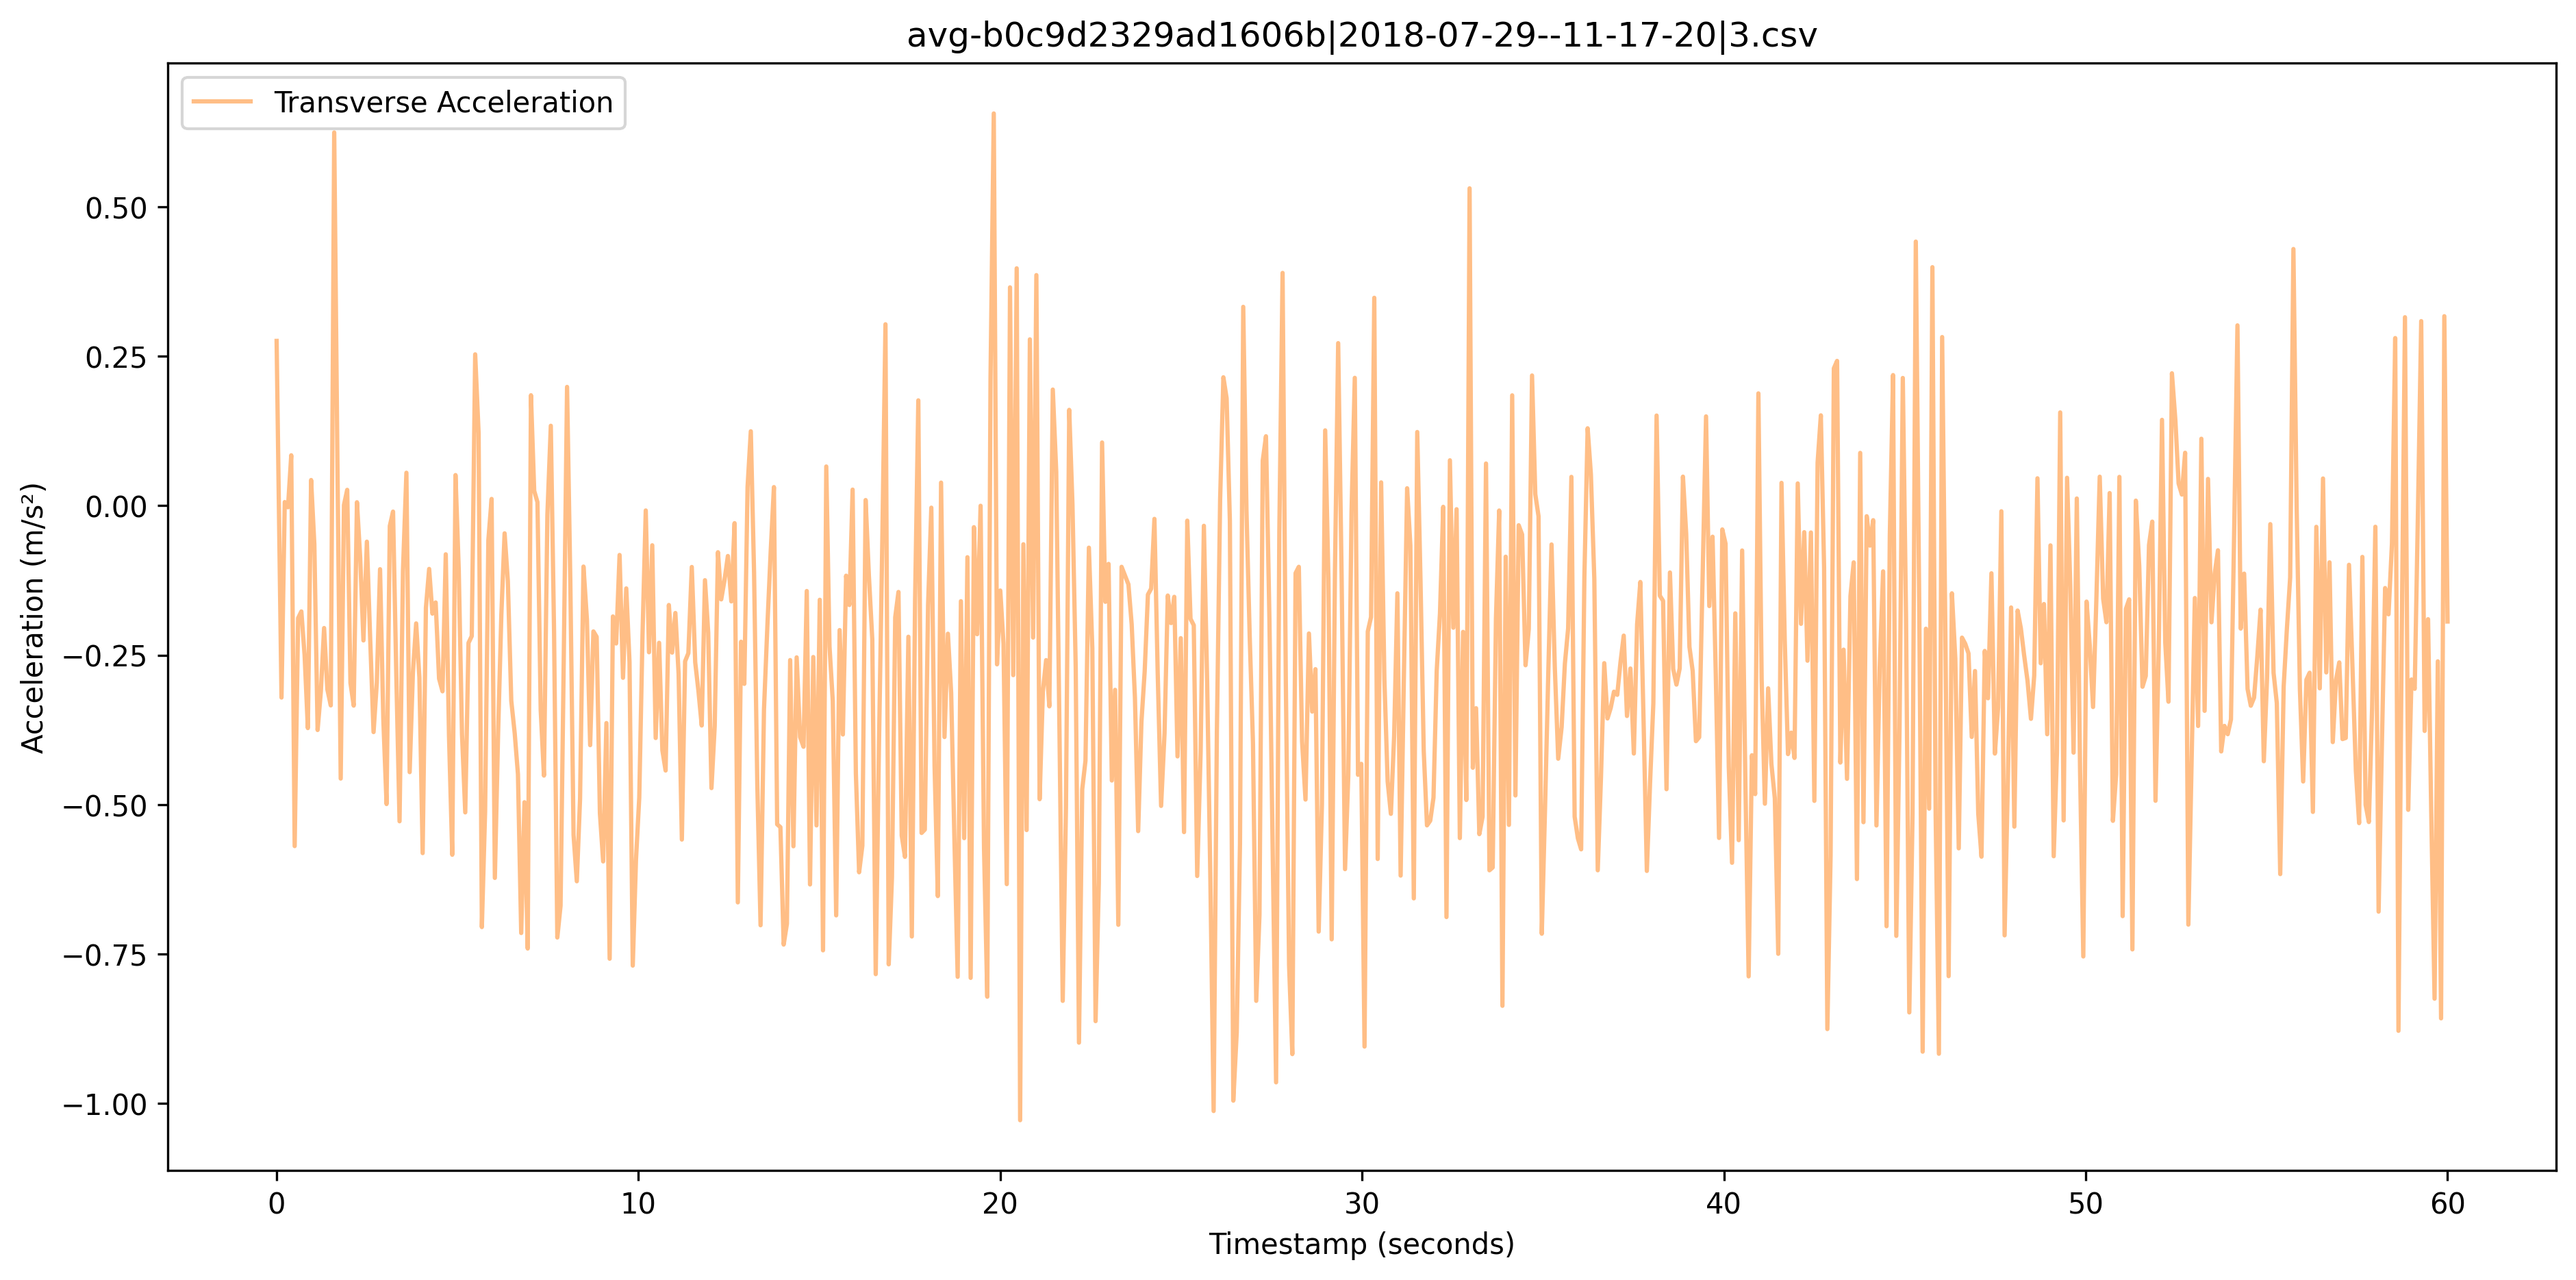 avg-b0c9d2329ad1606b|2018-07-29--11-17-20|3.csv
Transverse Acceleration
Acceleration (m/s²)
0.50
0.25
0.00
−0.25
−0.50
−0.75
−1.00
0 10 20 30 40 50 60
Timestamp (seconds)